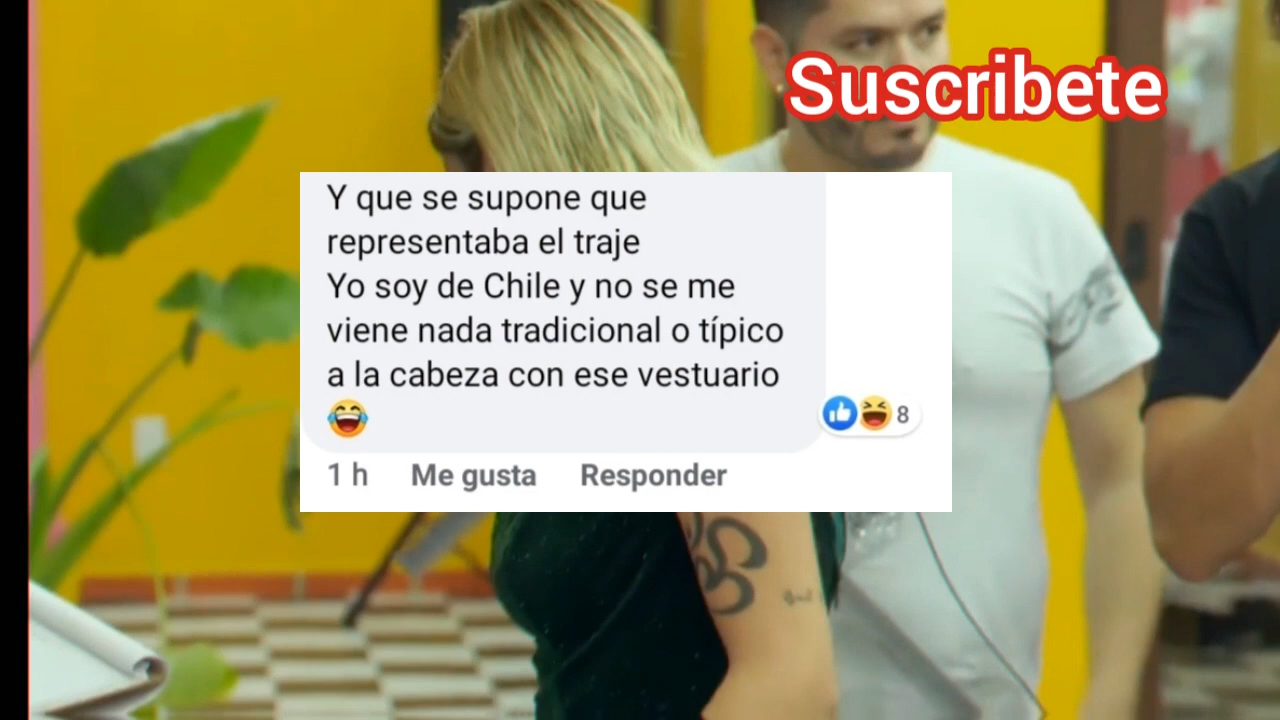 Suscribete
Y que se supone que
representaba el traje
Yo soy de Chile y no se me
viene nada tradicional o típico
a la cabeza con ese vestuario
😂
8
1 h Me gusta Responder